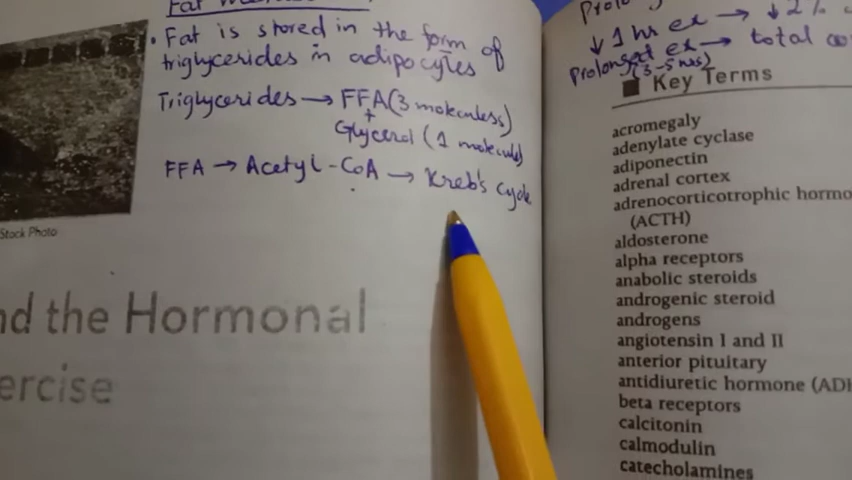 Fat
• Fat is stored in the form of
triglycerides in adipocytes
Triglycerides → FFA (3 molecules)
+
Glycerol (1 molecule)
FFA → Acetyl-CoA → Kreb's cycle
Stock Photo
nd the Hormonal
ercise
↓ 1 hr ex → ↓ 2%
Prolonged ex → total
(3-5 hrs)
Key Terms
acromegaly
adenylate cyclase
adiponectin
adrenal cortex
adrenocorticotrophic hormo
(ACTH)
aldosterone
alpha receptors
anabolic steroids
androgenic steroid
androgens
angiotensin I and II
anterior pituitary
antidiuretic hormone (ADH
beta receptors
calcitonin
calmodulin
catecholamines